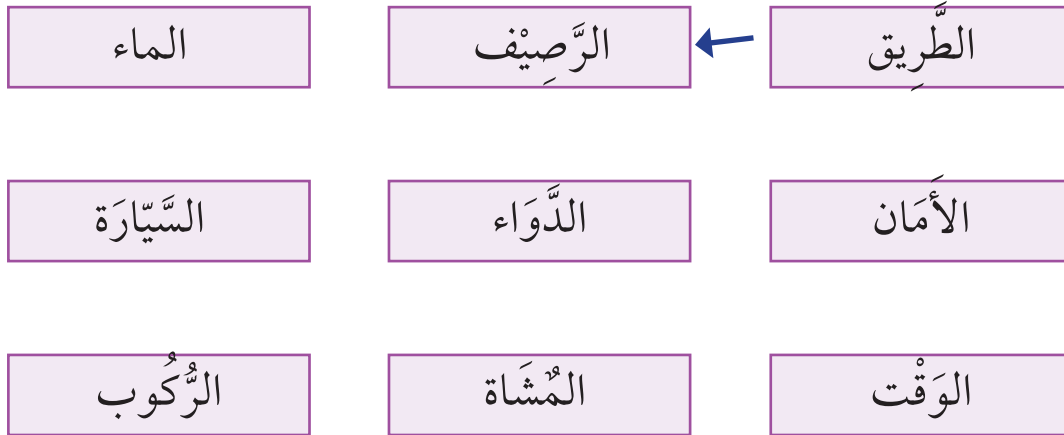 الطَّرِيق الرَّصِيْف الماء
الأَمَان الدَّوَاء السَّيّارَة
الوَقْت المٌشَاة الرُّكُوب